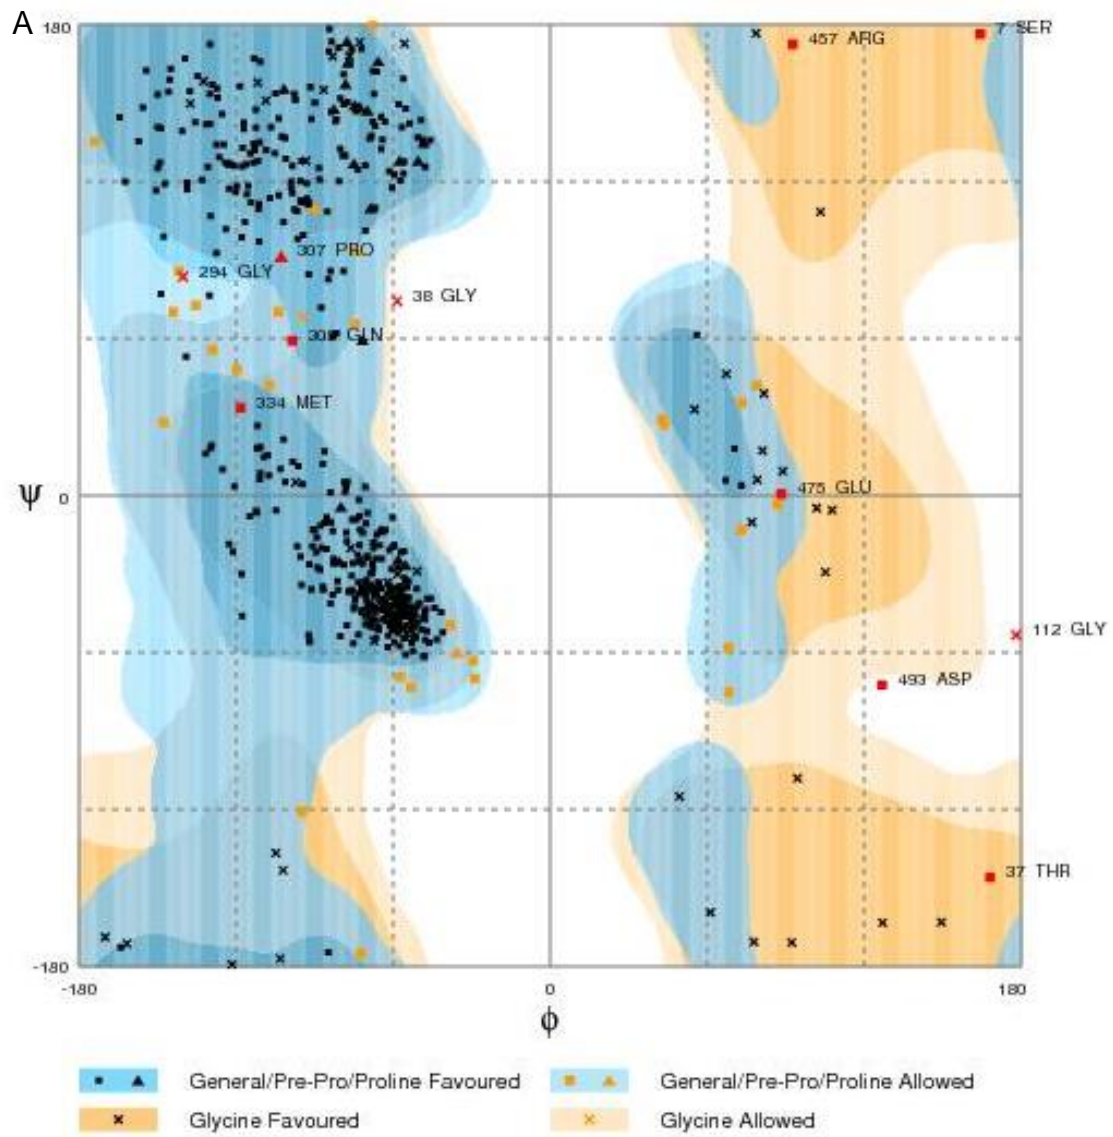 A
180
457 ARG
7 SER
307 PRO
294 GLY
38 GLY
GLN
334 MET
ψ
0
475 GLU
112 GLY
493 ASP
37 THR
-180
-180
0
180
ϕ
General/Pre-Pro/Proline Favoured
General/Pre-Pro/Proline Allowed
Glycine Favoured
Glycine Allowed